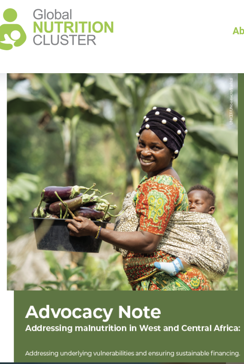 Global
NUTRITION
CLUSTER
Ab
Advocacy Note
Addressing malnutrition in West and Central Africa:
Addressing underlying vulnerabilities and ensuring sustainable financing.